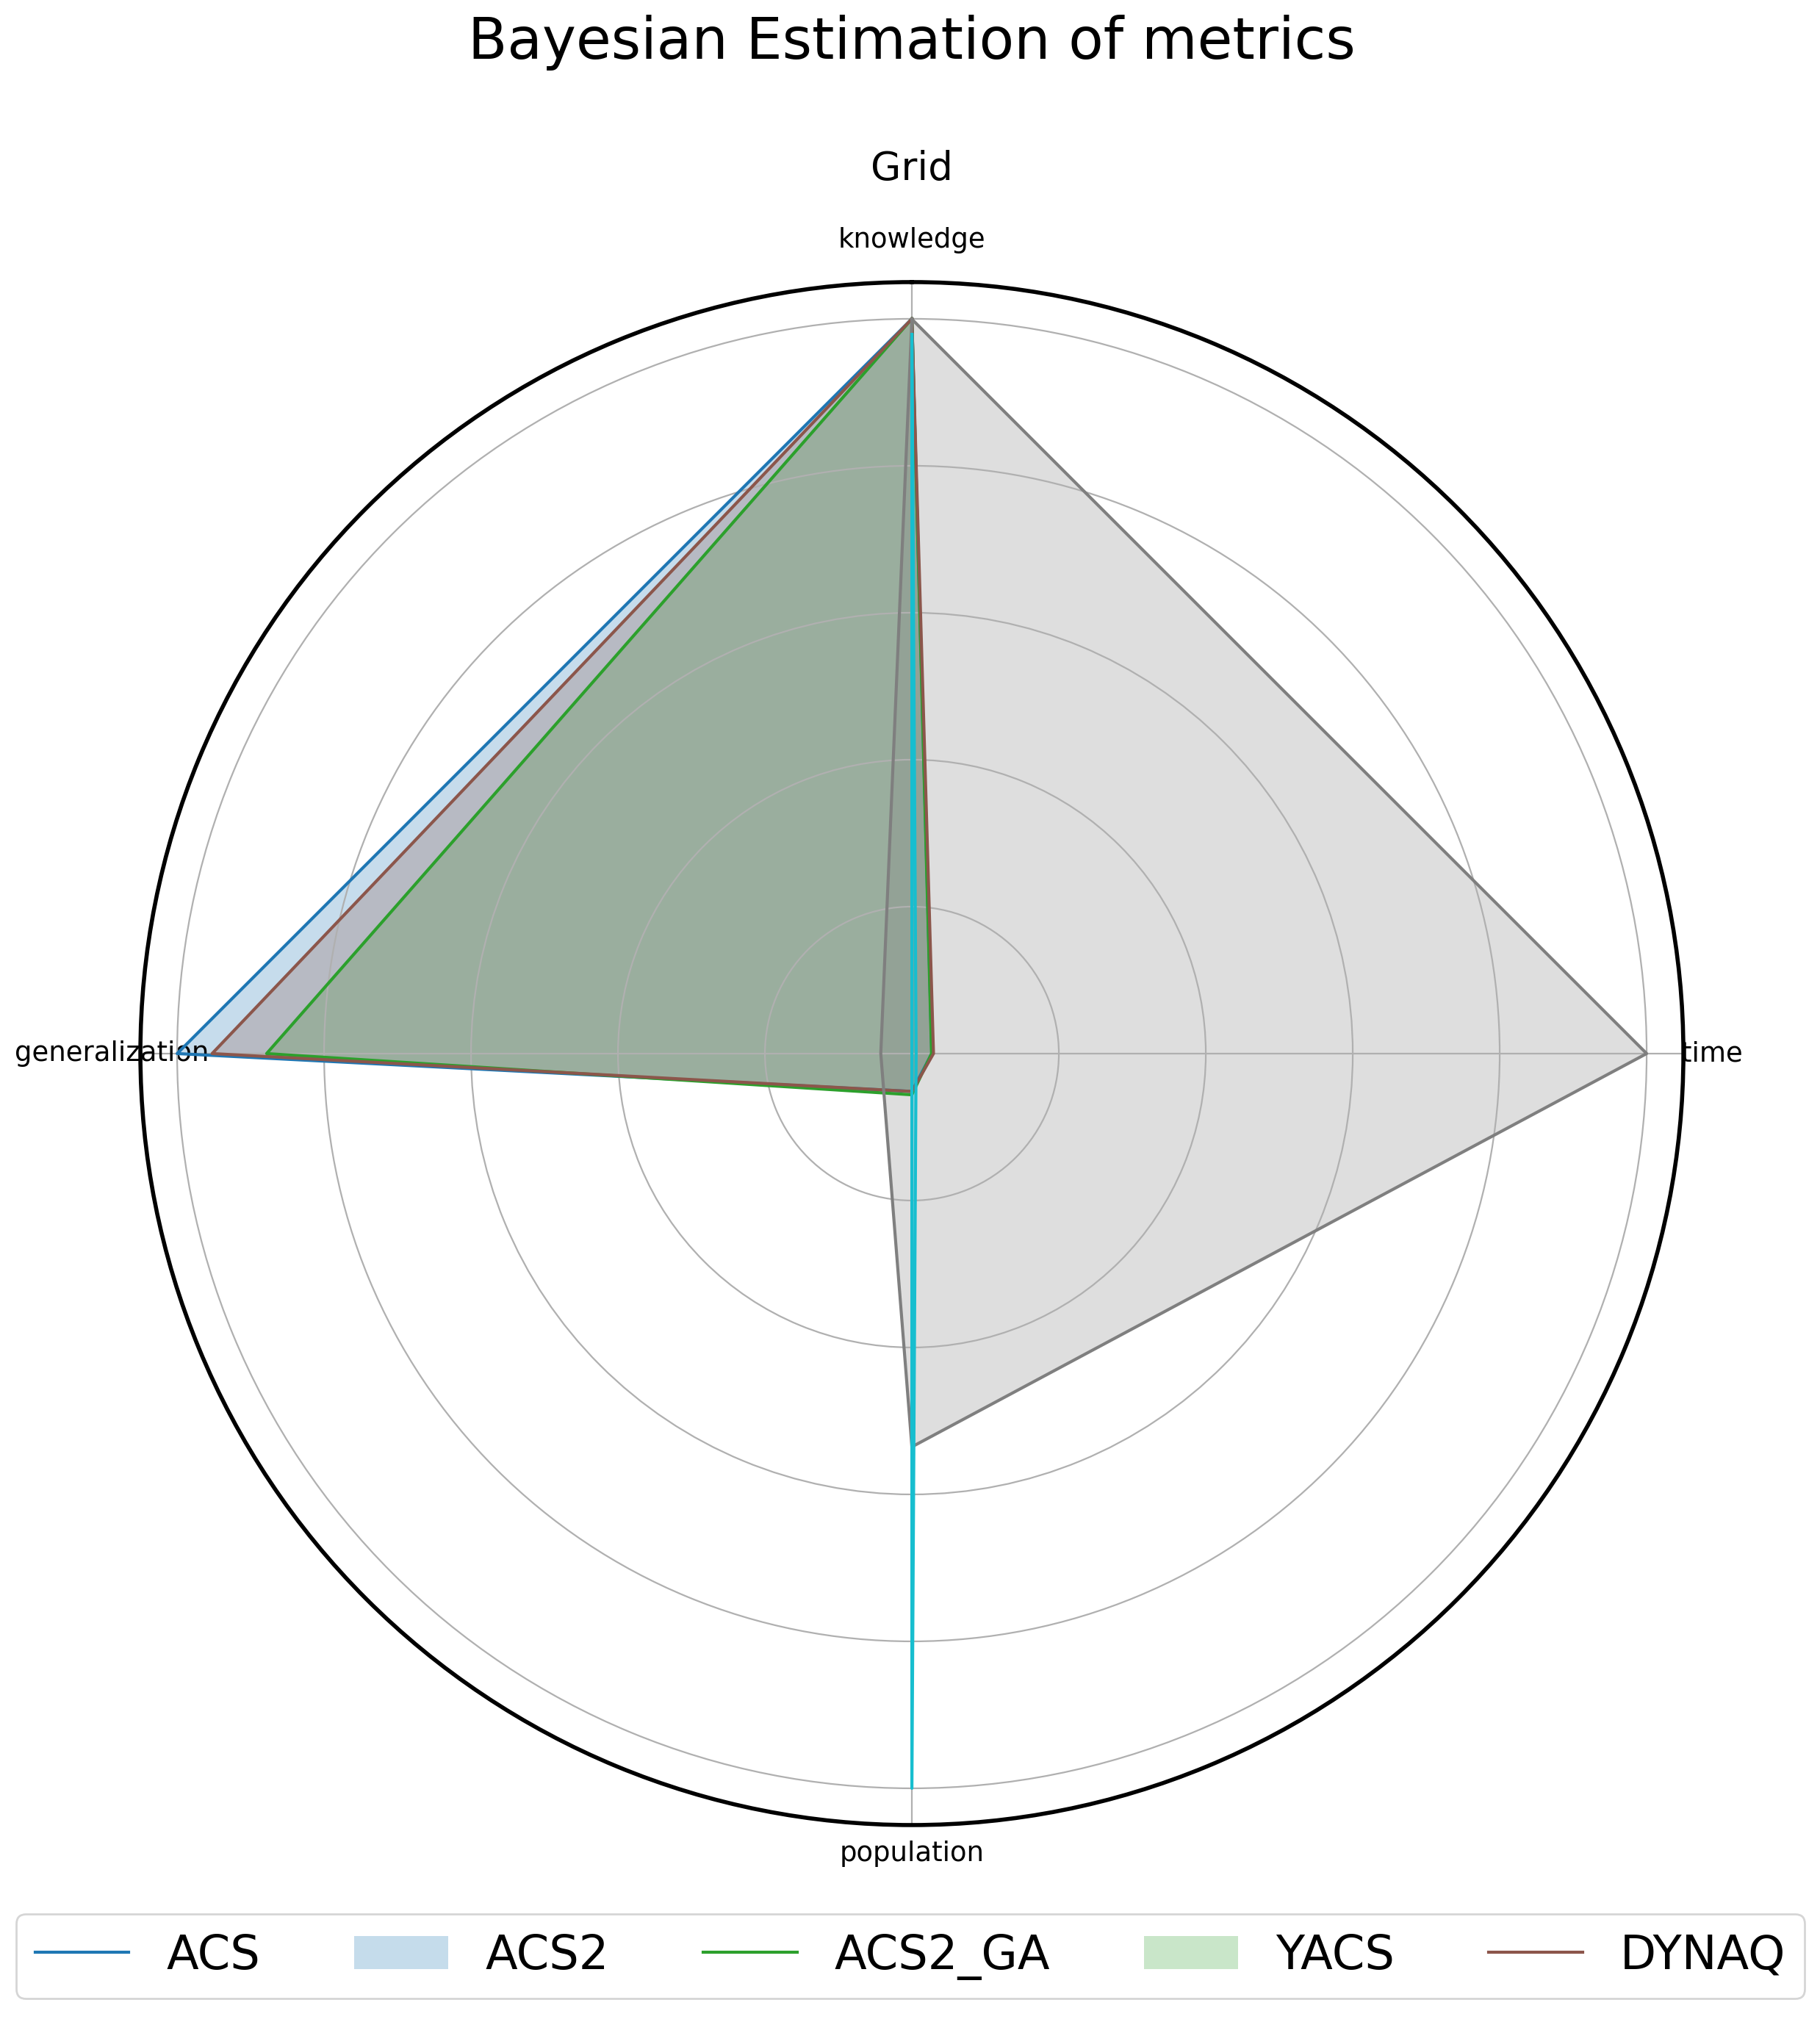 Bayesian Estimation of metrics
Grid
knowledge
generalization
time
population
ACS
ACS2
ACS2_GA
YACS
DYNAQ